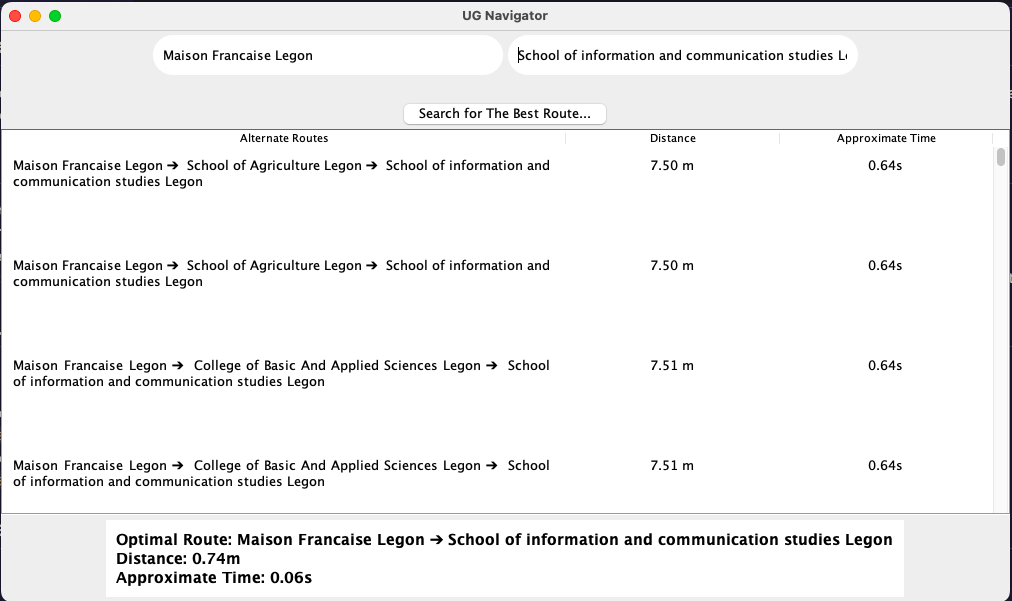 UG Navigator
Maison Francaise Legon
School of information and communication studies Le
Search for The Best Route...
Alternate Routes Distance Approximate Time
Maison Francaise Legon ➔ School of Agriculture Legon ➔ School of information and 7.50 m 0.64s
communication studies Legon
Maison Francaise Legon ➔ School of Agriculture Legon ➔ School of information and 7.50 m 0.64s
communication studies Legon
Maison Francaise Legon ➔ College of Basic And Applied Sciences Legon ➔ School 7.51 m 0.64s
of information and communication studies Legon
Maison Francaise Legon ➔ College of Basic And Applied Sciences Legon ➔ School 7.51 m 0.64s
of information and communication studies Legon
Optimal Route: Maison Francaise Legon ➔ School of information and communication studies Legon
Distance: 0.74m
Approximate Time: 0.06s